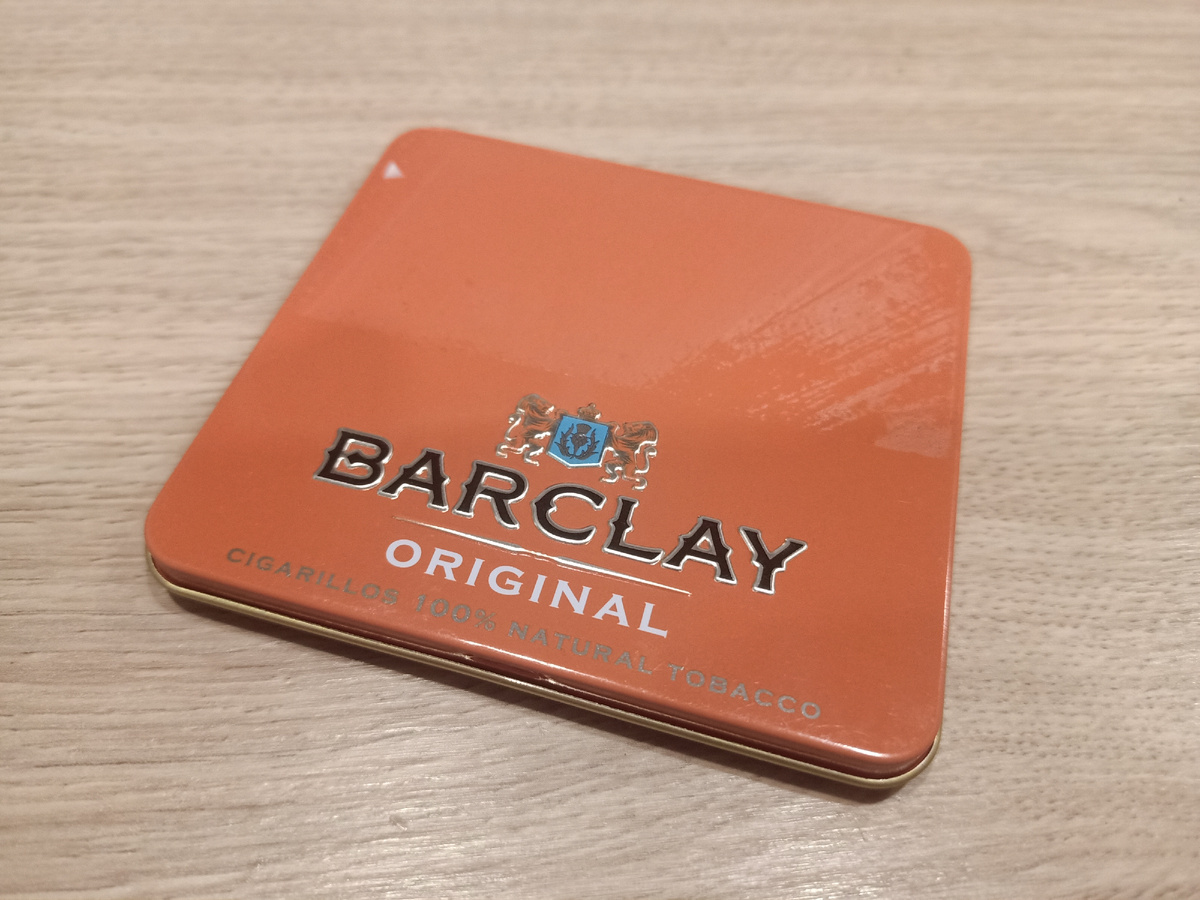 BARCLAY
ORIGINAL
CIGARILLOS 100% NATURAL TOBACCO